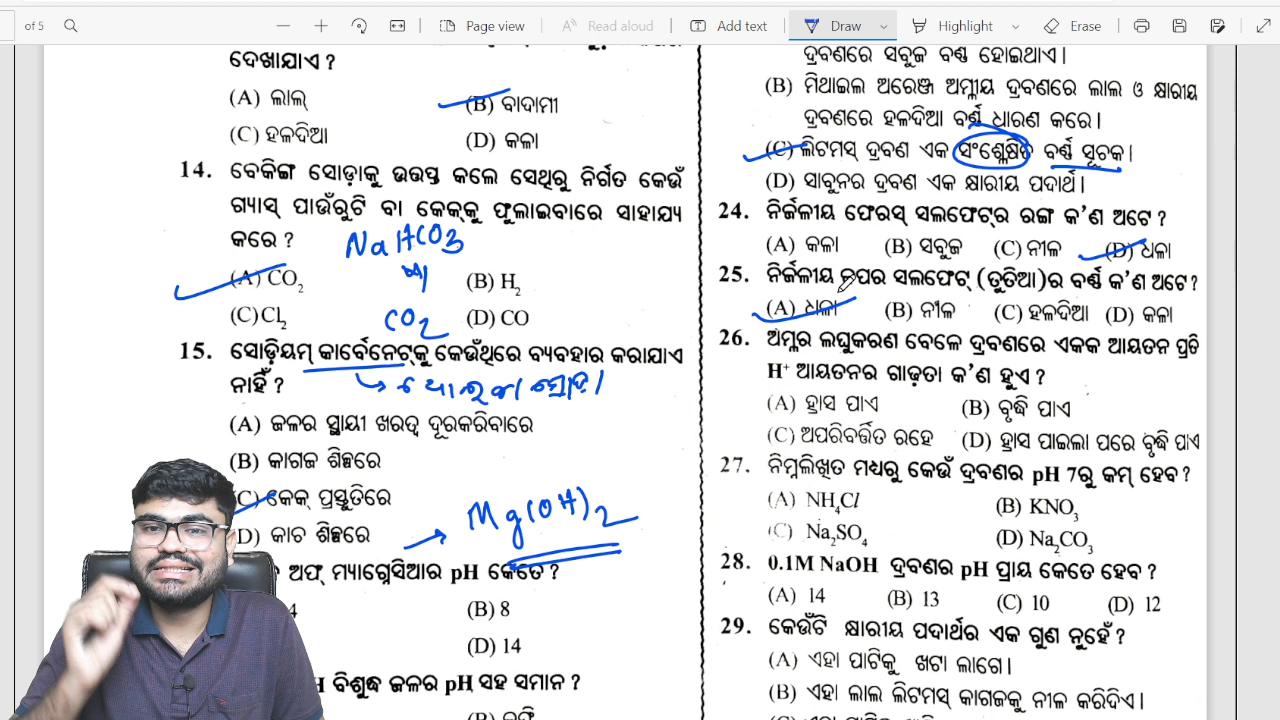 of 5
Page view
Read aloud
Add text
Draw
Highlight
Erase
ଦେଖାଯାଏ ?
(A) ଲାଲ୍
(B) ବାଦାମୀ
(C) ହଳଦିଆ
(D) କଳା
14. ବେକିଙ୍ଗ ସୋଡ଼ାକୁ ଉତ୍ତପ୍ତ କଲେ ସେଥିରୁ ନିର୍ଗତ କେଉଁ
ଗ୍ୟାସ୍ ପାଉଁରୁଟି ବା କେକ୍‌କୁ ଫୁଲାଇବାରେ ସାହାଯ୍ୟ
କରେ ?
NaHCO3
(A) CO2
(B) H2
CO2
(C) Cl2
(D) CO
15. ସୋଡ଼ିୟମ୍ କାର୍ବେନେଟ୍‌କୁ କେଉଁଥିରେ ବ୍ୟବହାର କରାଯାଏ
ନାହିଁ ?
(A) ଜଳର ସ୍ଥାୟୀ ଖରତ୍ୱ ଦୂରକରିବାରେ
(B) କାଗଜ ଶିଳ୍ପରେ
(C) କେକ୍ ପ୍ରସ୍ତୁତିରେ
Mg(OH)2
(D) କାଚ ଶିଳ୍ପରେ
ଅଫ୍ ମ୍ୟାଗ୍ନେସିଆର pH କେତେ ?
4
(B) 8
(D) 14
H ବିଶୁଦ୍ଧ ଜଳର pH ସହ ସମାନ ?
ଦ୍ରବଣରେ ସବୁଜ ବର୍ଣ୍ଣ ହୋଇଥାଏ।
(B) ମିଥାଇଲ ଅରେଞ୍ଜ ଅମ୍ଳୀୟ ଦ୍ରବଣରେ ଲାଲ ଓ କ୍ଷାରୀୟ
ଦ୍ରବଣରେ ହଳଦିଆ ବର୍ଣ୍ଣ ଧାରଣ କରେ।
(C) ଲିଟମସ୍ ଦ୍ରବଣ ଏକ ସଂଶ୍ଳେଷିତ ବର୍ଣ୍ଣ ସୂଚକ।
(D) ସାବୁନର ଦ୍ରବଣ ଏକ କ୍ଷାରୀୟ ପଦାର୍ଥ।
24. ନିର୍ଜଳୀୟ ଫେରସ୍ ସଲଫେଟ୍‌ର ରଙ୍ଗ କ'ଣ ଅଟେ ?
(A) କଳା (B) ସବୁଜ (C) ନୀଳ (D) ଧଳା
25. ନିର୍ଜଳୀୟ କପର ସଲଫେଟ୍ (ତୁତିଆ)ର ବର୍ଣ୍ଣ କ'ଣ ଅଟେ ?
(A) ଧଳା (B) ନୀଳ (C) ହଳଦିଆ (D) କଳା
26. ଅମ୍ଳର ଲଘୁକରଣ ବେଳେ ଦ୍ରବଣରେ ଏକକ ଆୟତନ ପ୍ରତି
H+ ଆୟତନର ଗାଢ଼ତା କ'ଣ ହୁଏ ?
(A) ହ୍ରାସ ପାଏ (B) ବୃଦ୍ଧି ପାଏ
(C) ଅପରିବର୍ତ୍ତିତ ରହେ (D) ହ୍ରାସ ପାଇଲା ପରେ ବୃଦ୍ଧି ପାଏ
27. ନିମ୍ନଲିଖିତ ମଧ୍ୟରୁ କେଉଁ ଦ୍ରବଣର pH 7ରୁ କମ୍ ହେବ ?
(A) NH4Cl (B) KNO3
(C) Na2SO4 (D) Na2CO3
28. 0.1M NaOH ଦ୍ରବଣର pH ପ୍ରାୟ କେତେ ହେବ ?
(A) 14 (B) 13 (C) 10 (D) 12
29. କେଉଁଟି କ୍ଷାରୀୟ ପଦାର୍ଥର ଏକ ଗୁଣ ନୁହେଁ ?
(A) ଏହା ପାଟିକୁ ଖଟା ଲାଗେ।
(B) ଏହା ଲାଲ ଲିଟମସ୍ କାଗଜକୁ ନୀଳ କରିଦିଏ।